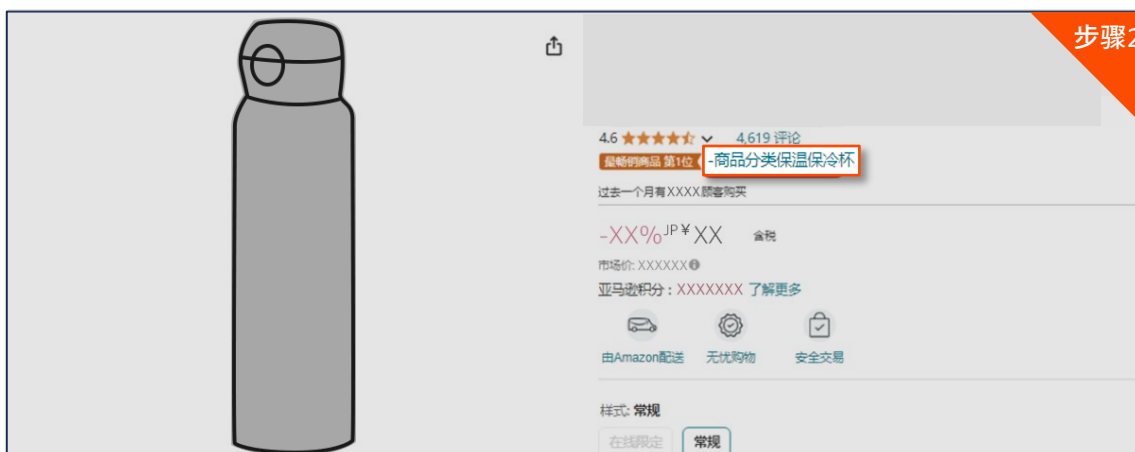 步骤2
4.6 4,619 评论
最畅销商品 第1位 -商品分类保温保冷杯
过去一个月有XXXX顾客购买
-XX% JP¥ XX 含税
市场价: XXXXXX
亚马逊积分：XXXXXXX 了解更多
由Amazon配送 无忧购物 安全交易
样式: 常规
在线限定 常规